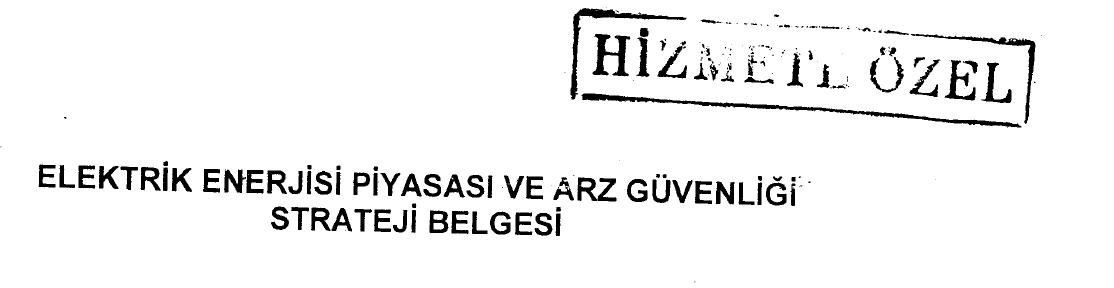 HİZMETE ÖZEL
ELEKTRİK ENERJİSİ PİYASASI VE ARZ GÜVENLİĞİ
STRATEJİ BELGESİ